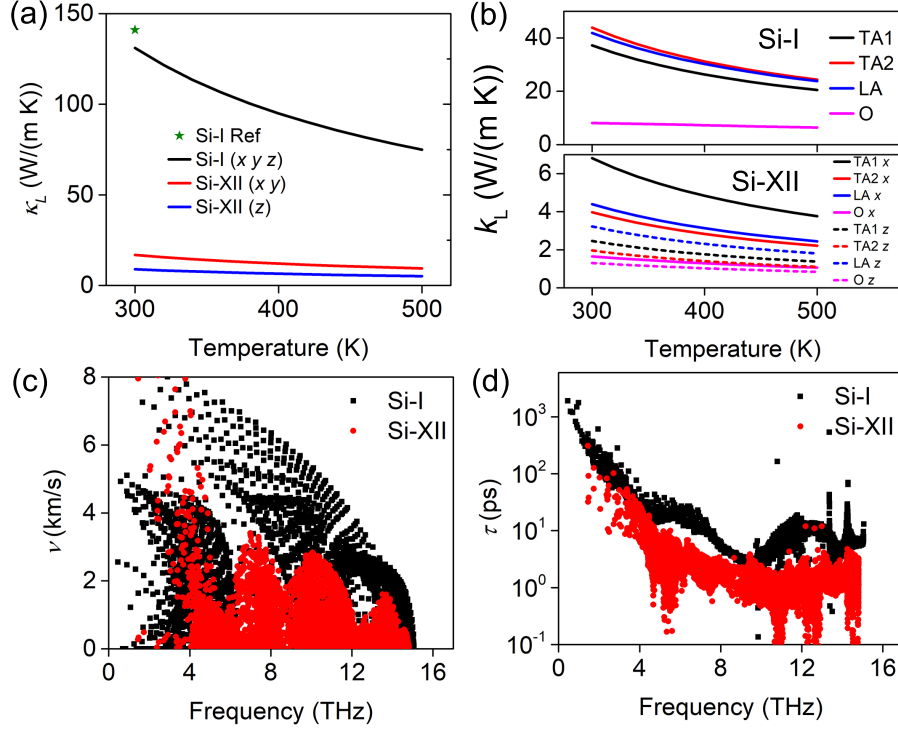 (a)
150
100
50
0
κL (W/(m K))
Si-I Ref
Si-I (x y z)
Si-XII (x y)
Si-XII (z)
300
400
500
Temperature (K)
(b)
40
20
0
Si-I
TA1
TA2
LA
O
kL (W/(m K))
6
4
2
0
Si-XII
TA1 x
TA2 x
LA x
O x
TA1 z
TA2 z
LA z
O z
300
400
500
Temperature (K)
(c)
8
6
4
2
0
ν (km/s)
Si-I
Si-XII
0
4
8
12
16
Frequency (THz)
(d)
10³
10²
10¹
10⁰
10⁻¹
τ (ps)
Si-I
Si-XII
0
4
8
12
16
Frequency (THz)